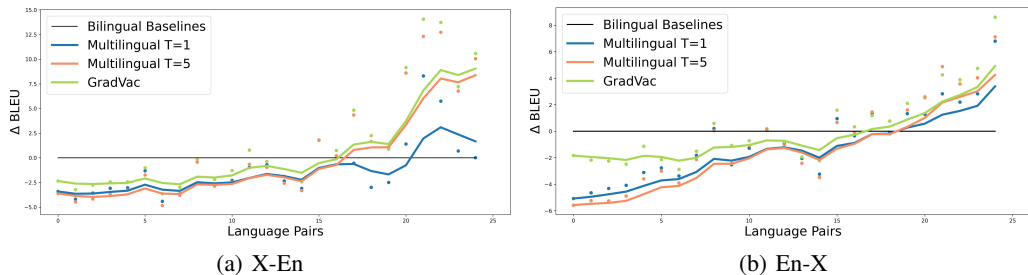 Δ BLEU
15.0
12.5
10.0
7.5
5.0
2.5
0.0
−2.5
−5.0
Bilingual Baselines
Multilingual T=1
Multilingual T=5
GradVac
0 5 10 15 20 25
Language Pairs
(a) X-En
Δ BLEU
8
6
4
2
0
−2
−4
−6
Bilingual Baselines
Multilingual T=1
Multilingual T=5
GradVac
0 5 10 15 20 25
Language Pairs
(b) En-X